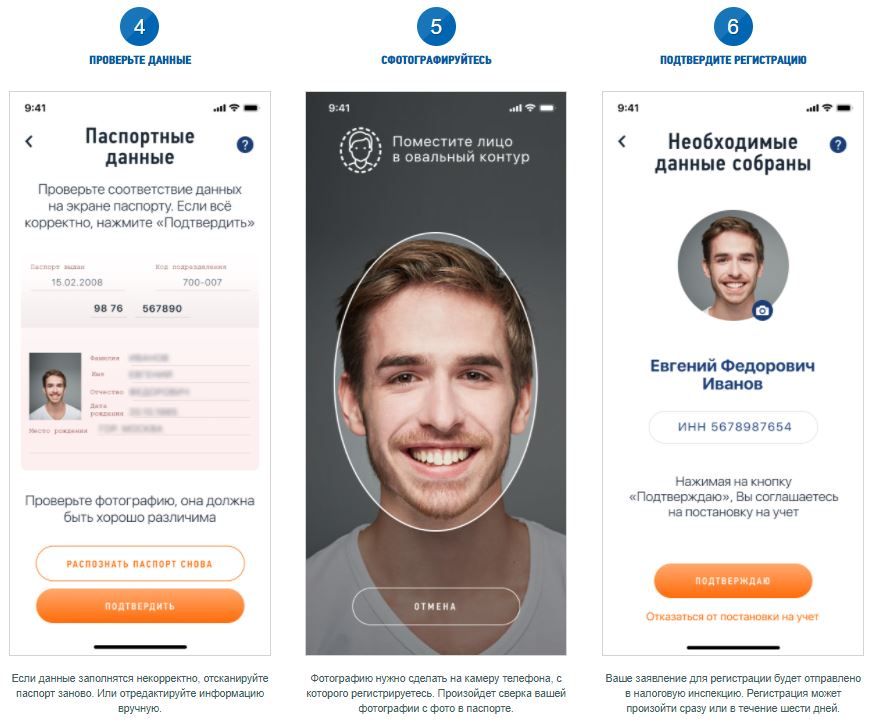 4
ПРОВЕРЬТЕ ДАННЫЕ
9:41
Паспортные
данные
?
Проверьте соответствие данных
на экране паспорту. Если всё
корректно, нажмите «Подтвердить»
Паспорт выдан
Код подразделения
15.02.2008
700-007
98 76 567890
Фамилия ИВАНОВ
Имя ЕВГЕНИЙ
Отчество ФЕДОРОВИЧ
Дата
рождения
Место рождения ГОР. МОСКВА
Проверьте фотографию, она должна
быть хорошо различима
РАСПОЗНАТЬ ПАСПОРТ СНОВА
ПОДТВЕРДИТЬ
Если данные заполнятся некорректно, отсканируйте
паспорт заново. Или отредактируйте информацию
вручную.
5
СФОТОГРАФИРУЙТЕСЬ
9:41
Поместите лицо
в овальный контур
ОТМЕНА
Фотографию нужно сделать на камеру телефона, с
которого регистрируетесь. Произойдет сверка вашей
фотографии с фото в паспорте.
6
ПОДТВЕРДИТЕ РЕГИСТРАЦИЮ
9:41
Необходимые
данные собраны
?
Евгений Федорович
Иванов
ИНН 5678987654
Нажимая на кнопку
«Подтверждаю», Вы соглашаетесь
на постановку на учет
ПОДТВЕРЖДАЮ
Отказаться от постановки на учет
Ваше заявление для регистрации будет отправлено
в налоговую инспекцию. Регистрация может
произойти сразу или в течение шести дней.